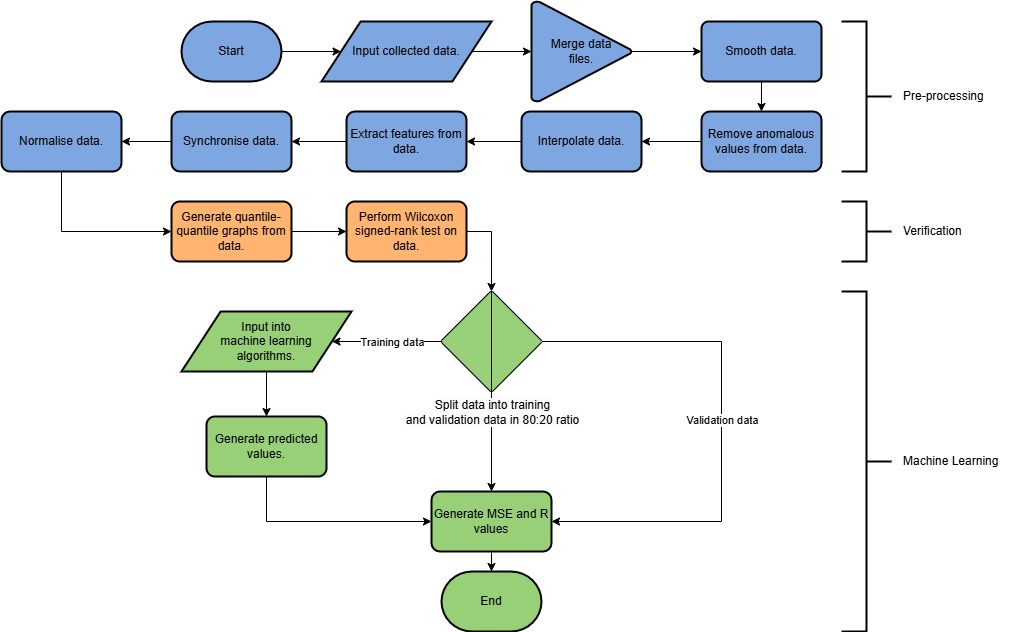 Start
Input collected data.
Merge data
files.
Smooth data.
Pre-processing
Normalise data.
Synchronise data.
Extract features from
data.
Interpolate data.
Remove anomalous
values from data.
Generate quantile-
quantile graphs from
data.
Perform Wilcoxon
signed-rank test on
data.
Verification
Input into
machine learning
algorithms.
Training data
Split data into training
and validation data in 80:20 ratio
Validation data
Generate predicted
values.
Machine Learning
Generate MSE and R
values
End